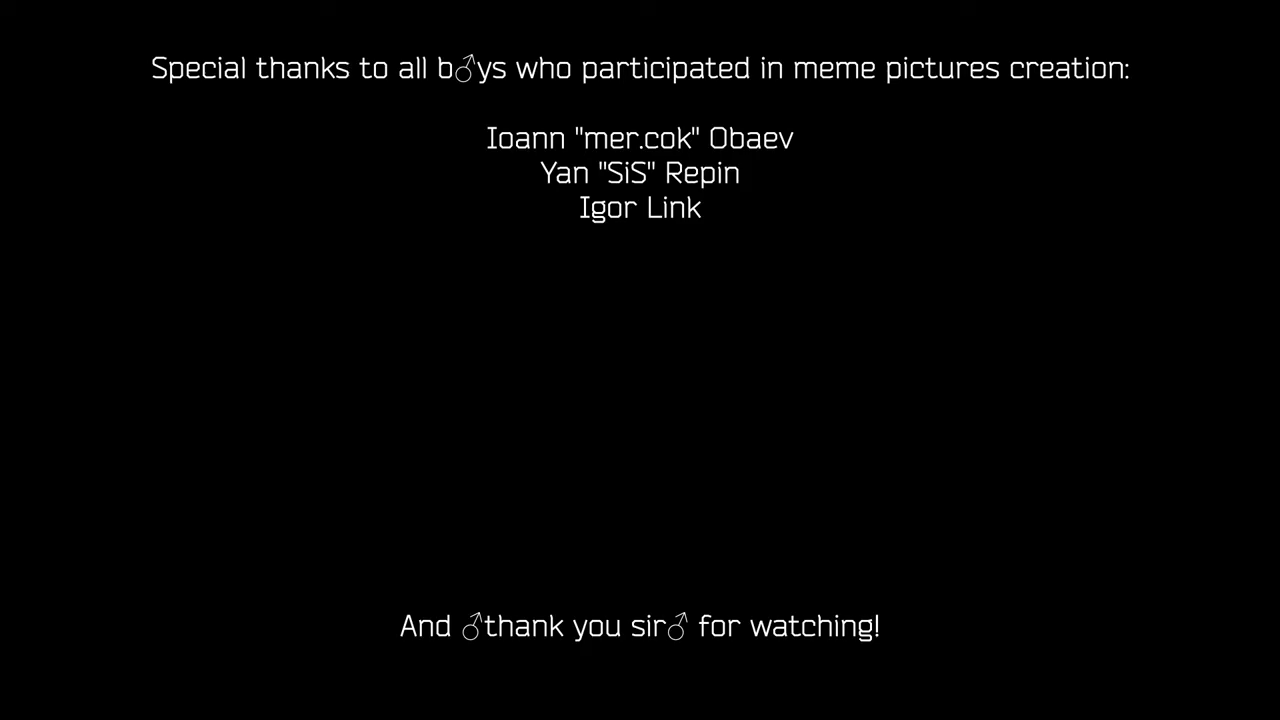 Special thanks to all b♂ys who participated in meme pictures creation:
Ioann "mer.cok" Obaev
Yan "SiS" Repin
Igor Link
And ♂thank you sir♂ for watching!